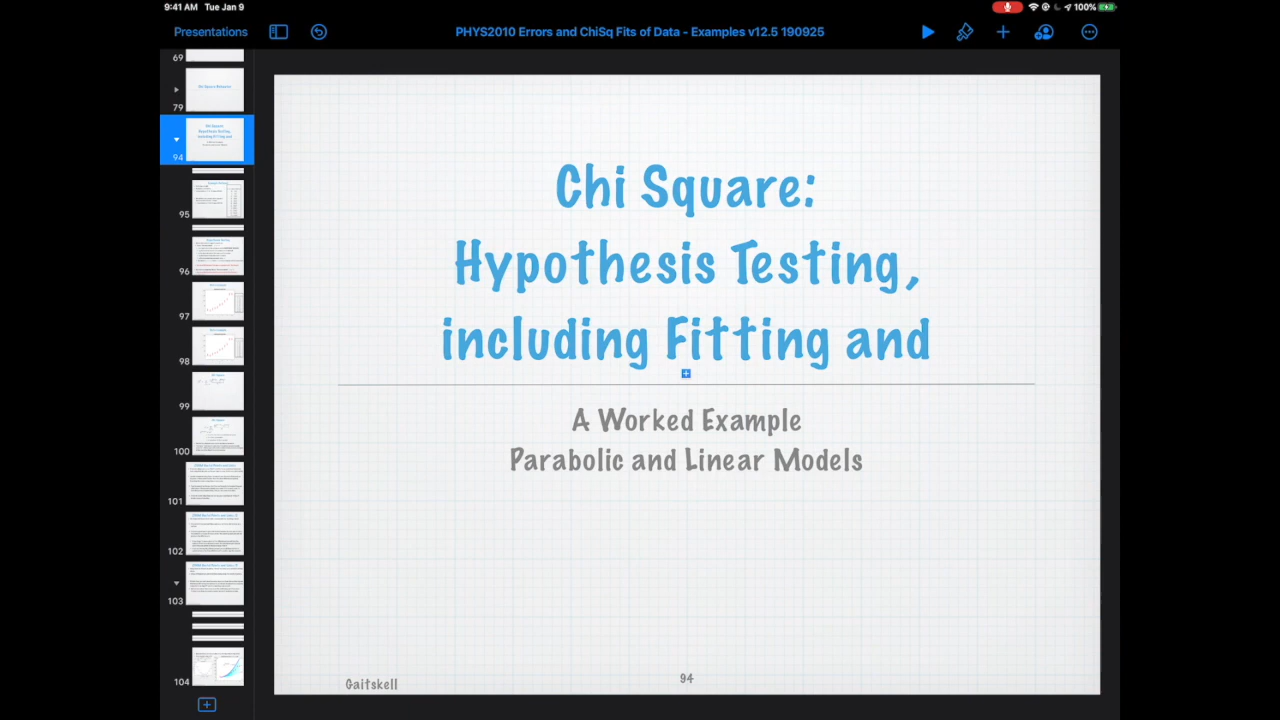 9:41 AM Tue Jan 9
100%
Presentations
PHYS2010 Errors and ChiSq Fits of Data - Examples v12.5 190925
69
79
94
95
96
97
98
99
100
101
102
103
104
Chi Square:
Hypothesis Testing,
including Fitting and
A Worked Example
Parabolic and Linear Models
Gaitskell
94